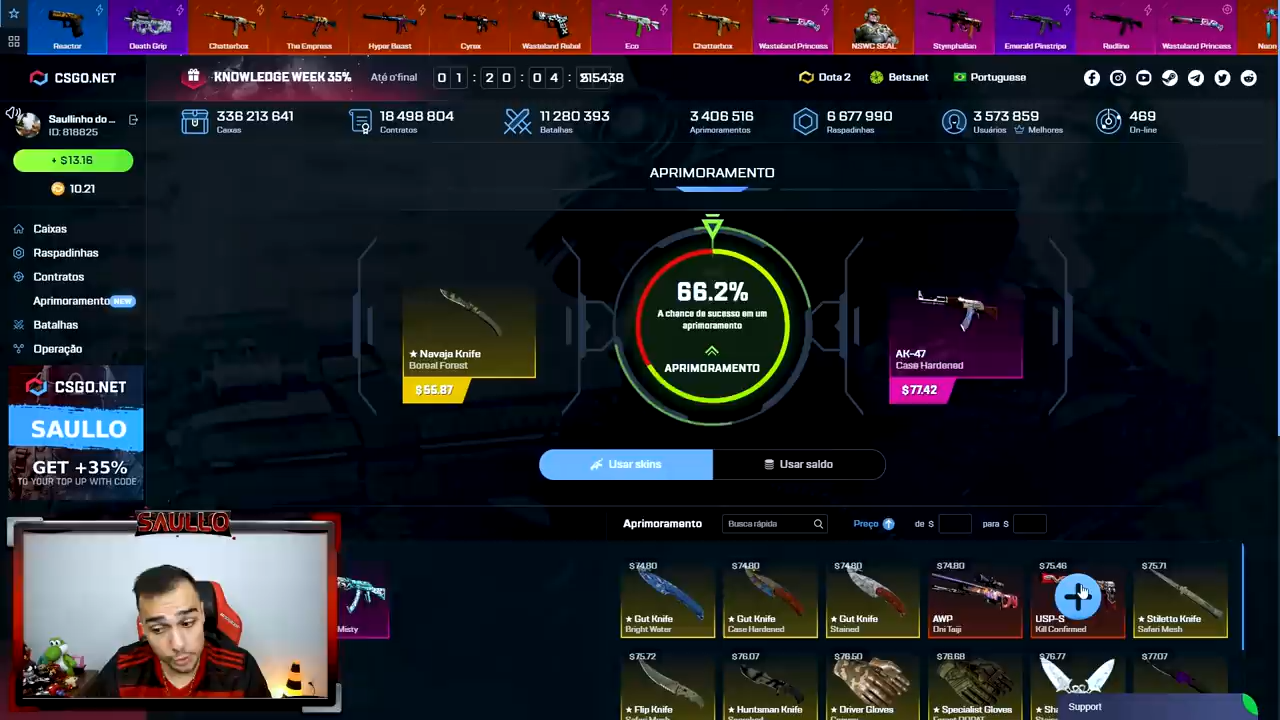 Reactor
Death Grip
Chatterbox
The Empress
Hyper Beast
Cyrex
Wasteland Rebel
Eco
Chatterbox
Wasteland Princess
NSWC SEAL
Stymphalian
Emerald Pinstripe
Redline
Wasteland Princess
Neon
CSGO.NET
KNOWLEDGE WEEK 35%
Até o'final
0 1 : 2 0 : 0 4 :
Dota 2
Bets.net
Portuguese
Saullinho do ...
ID: 818825
+ $13.16
10.21
336 213 641
Caixas
18 498 804
Contratos
11 280 393
Batalhas
3 406 516
Aprimoramentos
6 677 990
Raspadinhas
3 573 859
Usuários Melhores
469
On-line
Caixas
Raspadinhas
Contratos
Aprimoramento NEW
Batalhas
Operação
CSGO.NET
SAULLO
GET +35%
TO YOUR TOP UP WITH CODE
APRIMORAMENTO
★ Navaja Knife
Boreal Forest
66.2%
A chance de sucesso em um
aprimoramento
APRIMORAMENTO
AK-47
Case Hardened
$77.42
Usar skins
Usar saldo
Aprimoramento
Busca rápida
Preço
de $
para $
SAULLO
Misty
$74.80
★ Gut Knife
Bright Water
$74.80
★ Gut Knife
Case Hardened
$74.80
★ Gut Knife
Stained
$74.80
AWP
Oni Taiji
$75.46
USP-S
Kill Confirmed
$75.71
★ Stiletto Knife
Safari Mesh
$75.72
★ Flip Knife
Safari Mesh
$76.07
★ Huntsman Knife
$76.50
★ Driver Gloves
$76.68
★ Specialist Gloves
$76.77
★ Sha
$77.07
Support